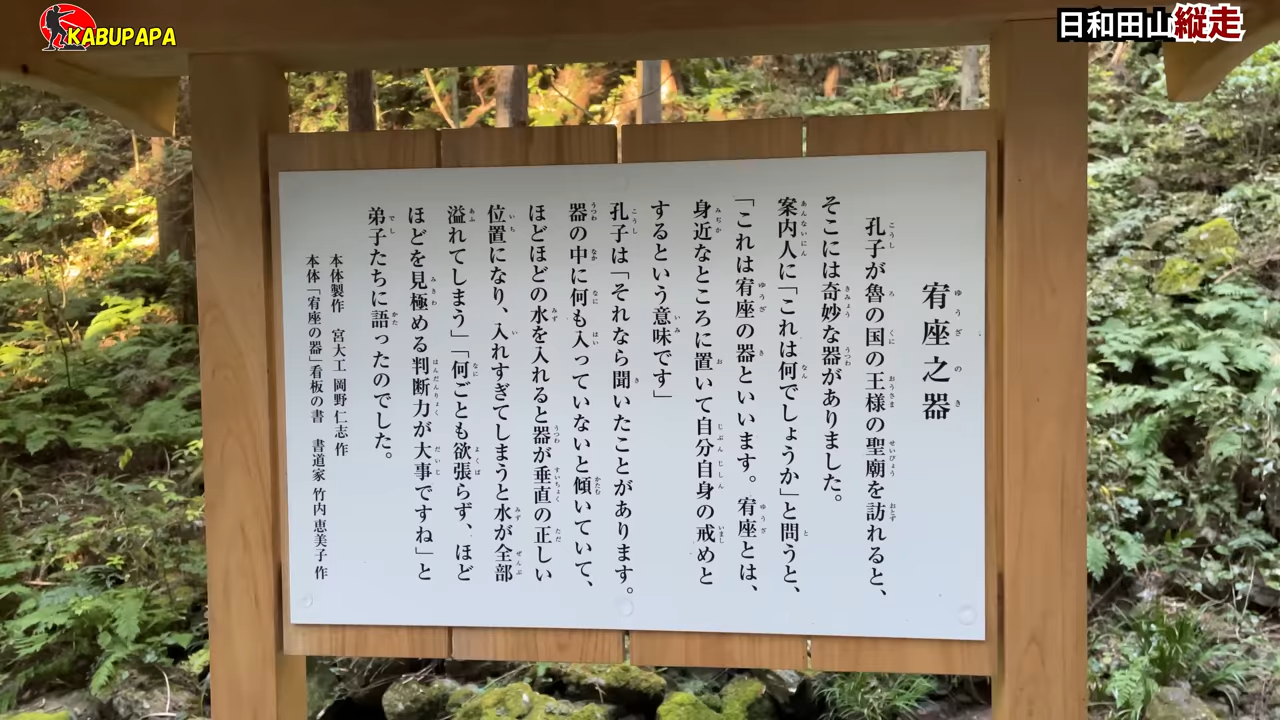 KABUPAPA
日和田山縦走
宥座之器
孔子が魯の国の王様の聖廟を訪れると、
そこには奇妙な器がありました。
案内人に「これは何でしょうか」と問うと、
「これは宥座の器といいます。宥座とは、
身近なところに置いて自分自身の戒めと
するという意味です」
孔子は「それなら聞いたことがあります。
器の中に何も入っていないと傾いていて、
ほどほどの水を入れると器が垂直の正しい
位置になり、入れすぎてしまうと水が全部
溢れてしまう」「何ごとも欲張らず、ほど
ほどを見極める判断力が大事ですね」と
弟子たちに語ったのでした。
本体製作　宮大工 岡野仁志 作
本体「宥座の器」看板の書　書道家 竹内恵美子 作